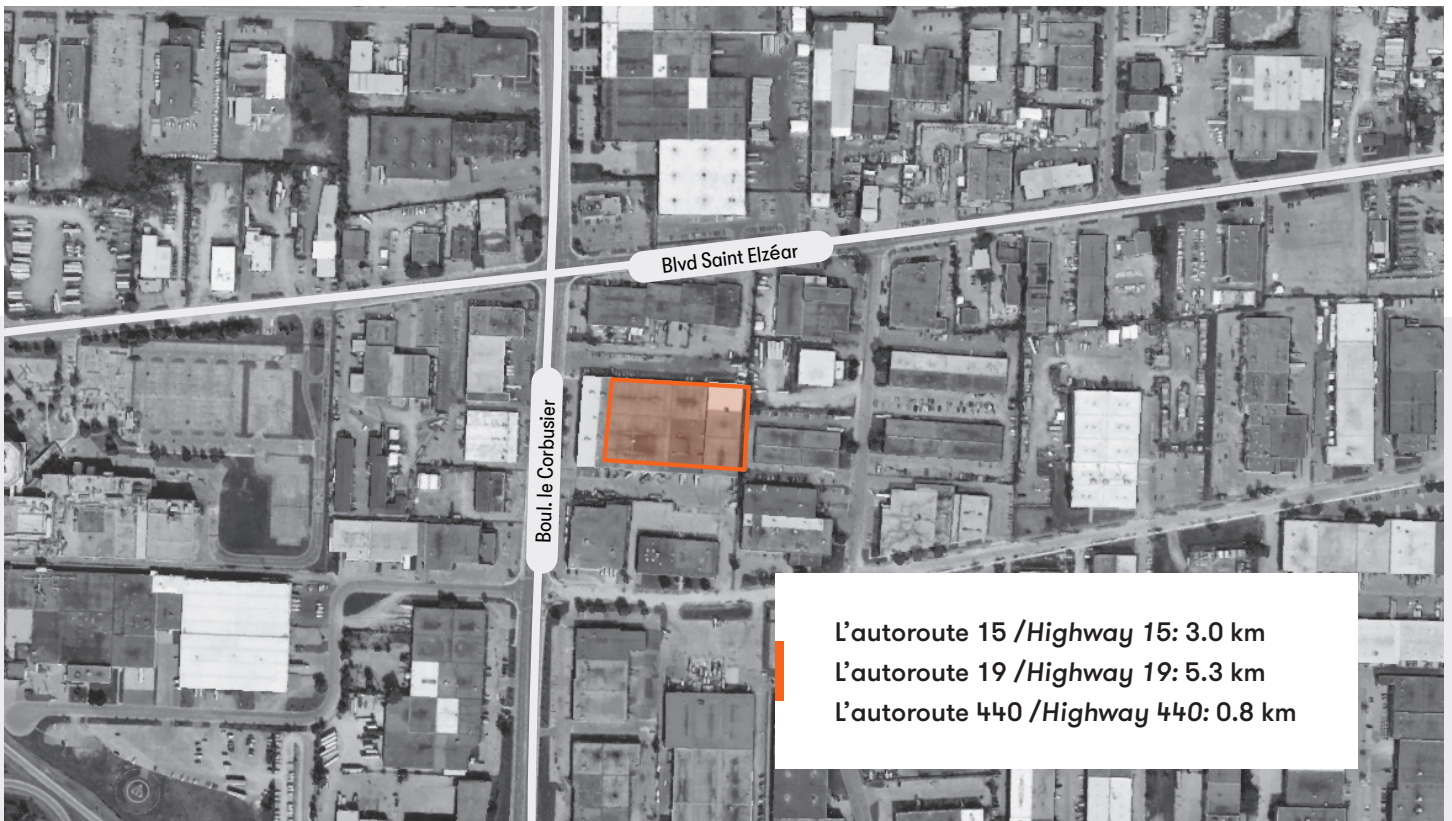 Blvd Saint Elzéar
Boul. le Corbusier
L'autoroute 15 /Highway 15: 3.0 km
L'autoroute 19 /Highway 19: 5.3 km
L'autoroute 440 /Highway 440: 0.8 km